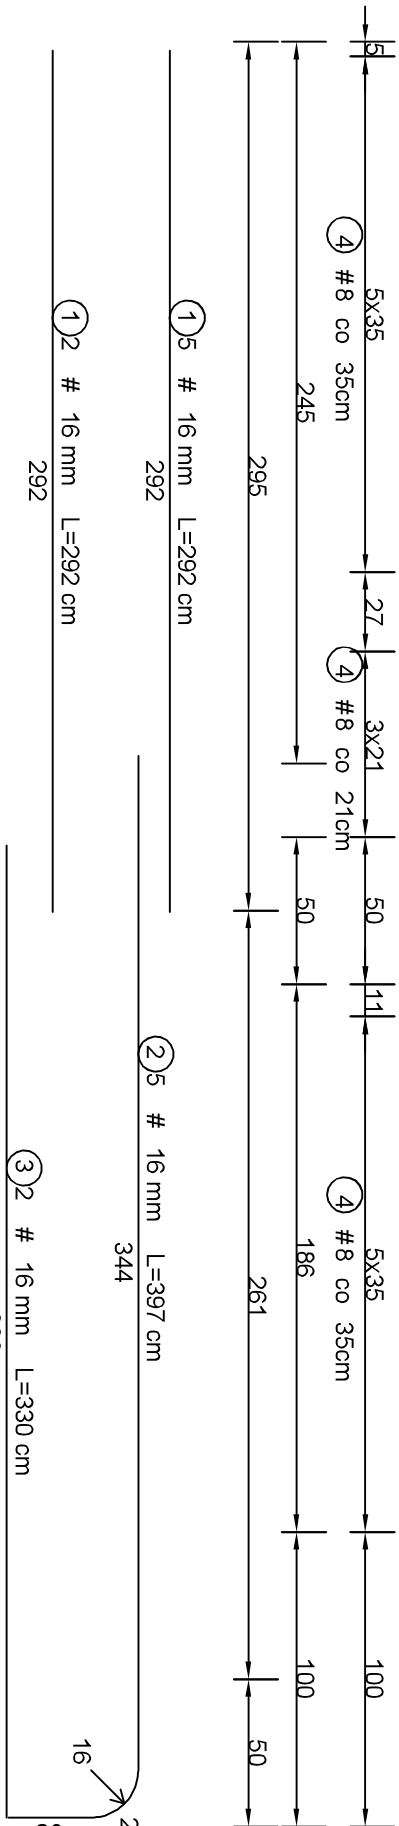 5
5x35
④ #8 co 35cm
27
3x21
④ #8 co 21cm
50
11
5x35
④ #8 co 35cm
100
245
50
186
100
295
261
50
① 5 # 16 mm L=292 cm
292
② 5 # 16 mm L=397 cm
344
16
① 2 # 16 mm L=292 cm
292
③ 2 # 16 mm L=330 cm